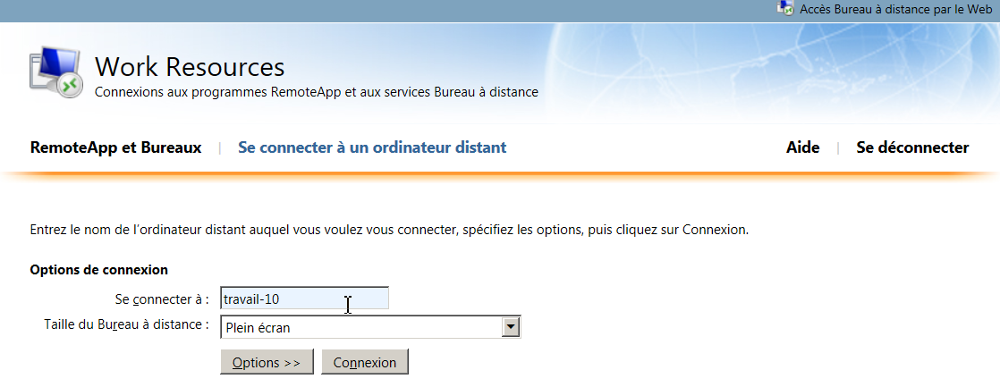 Accès Bureau à distance par le Web
Work Resources
Connexions aux programmes RemoteApp et aux services Bureau à distance
RemoteApp et Bureaux | Se connecter à un ordinateur distant Aide | Se déconnecter
Entrez le nom de l'ordinateur distant auquel vous voulez vous connecter, spécifiez les options, puis cliquez sur Connexion.
Options de connexion
Se connecter à : travail-10
Taille du Bureau à distance : Plein écran
Options >> Connexion